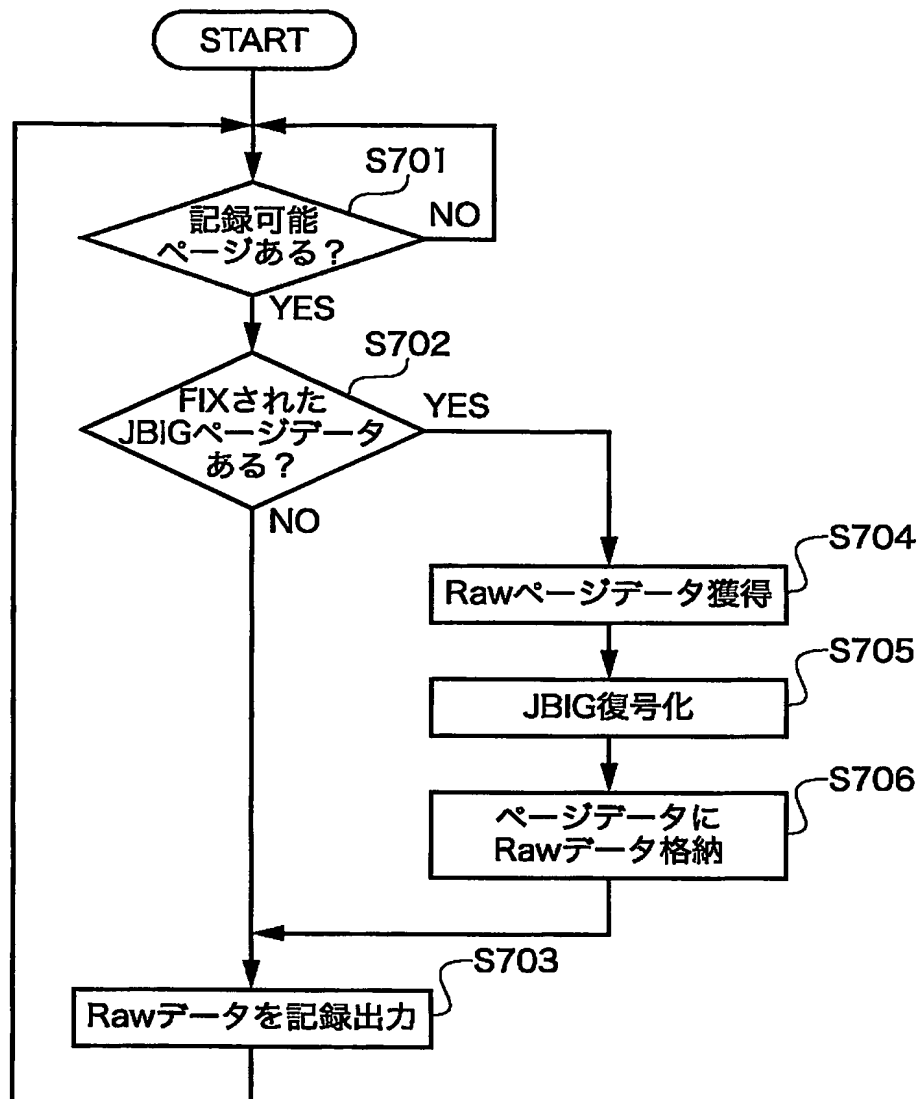 START
S701
記録可能
ページある？
NO
YES
S702
FIXされた
JBIGページデータ
ある？
YES
NO
S704
Rawページデータ獲得
S705
JBIG復号化
S706
ページデータに
Rawデータ格納
S703
Rawデータを記録出力